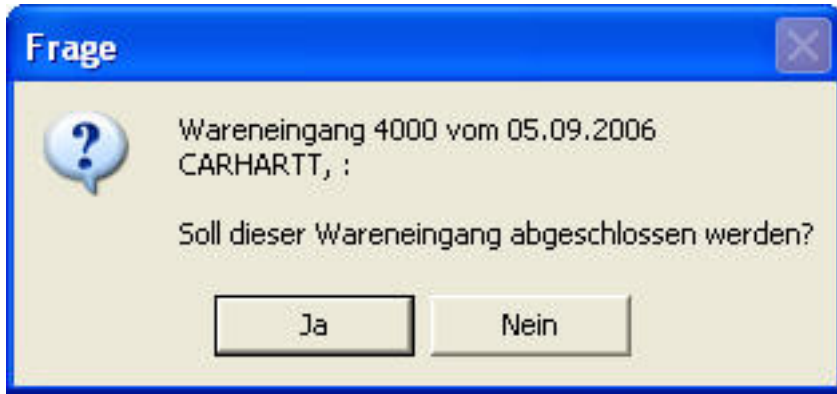 Frage
Wareneingang 4000 vom 05.09.2006
CARHARTT, :
Soll dieser Wareneingang abgeschlossen werden?
Ja
Nein